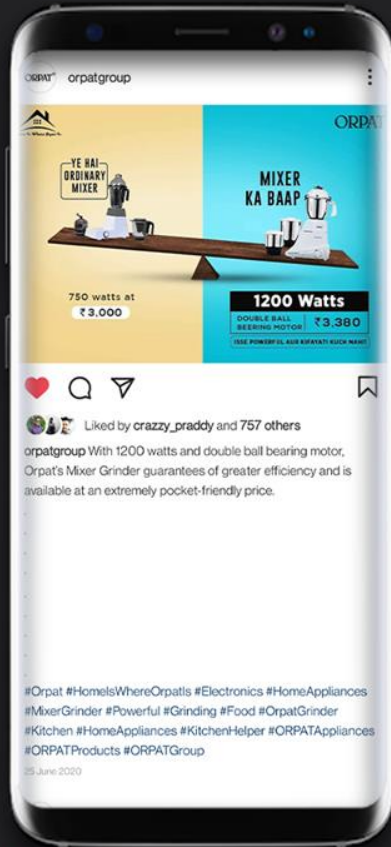 ORPAT
orpatgroup
ORPAT
YE HAI
ORDINARY
MIXER
MIXER
KA BAAP
750 watts at
₹ 3,000
1200 Watts
DOUBLE BALL
BEERING MOTOR
₹ 3,380
ISSE POWERFUL AUR KIFAYATI KUCH NAHI!
Liked by crazzy_praddy and 757 others
orpatgroup With 1200 watts and double ball bearing motor,
Orpat's Mixer Grinder guarantees of greater efficiency and is
available at an extremely pocket-friendly price.
.
.
.
.
.
.
.
.
.
#Orpat #HomeIsWhereOrpatIs #Electronics #HomeAppliances
#MixerGrinder #Powerful #Grinding #Food #OrpatGrinder
#Kitchen #HomeAppliances #KitchenHelper #ORPATAppliances
#ORPATProducts #ORPATGroup
25 June 2020